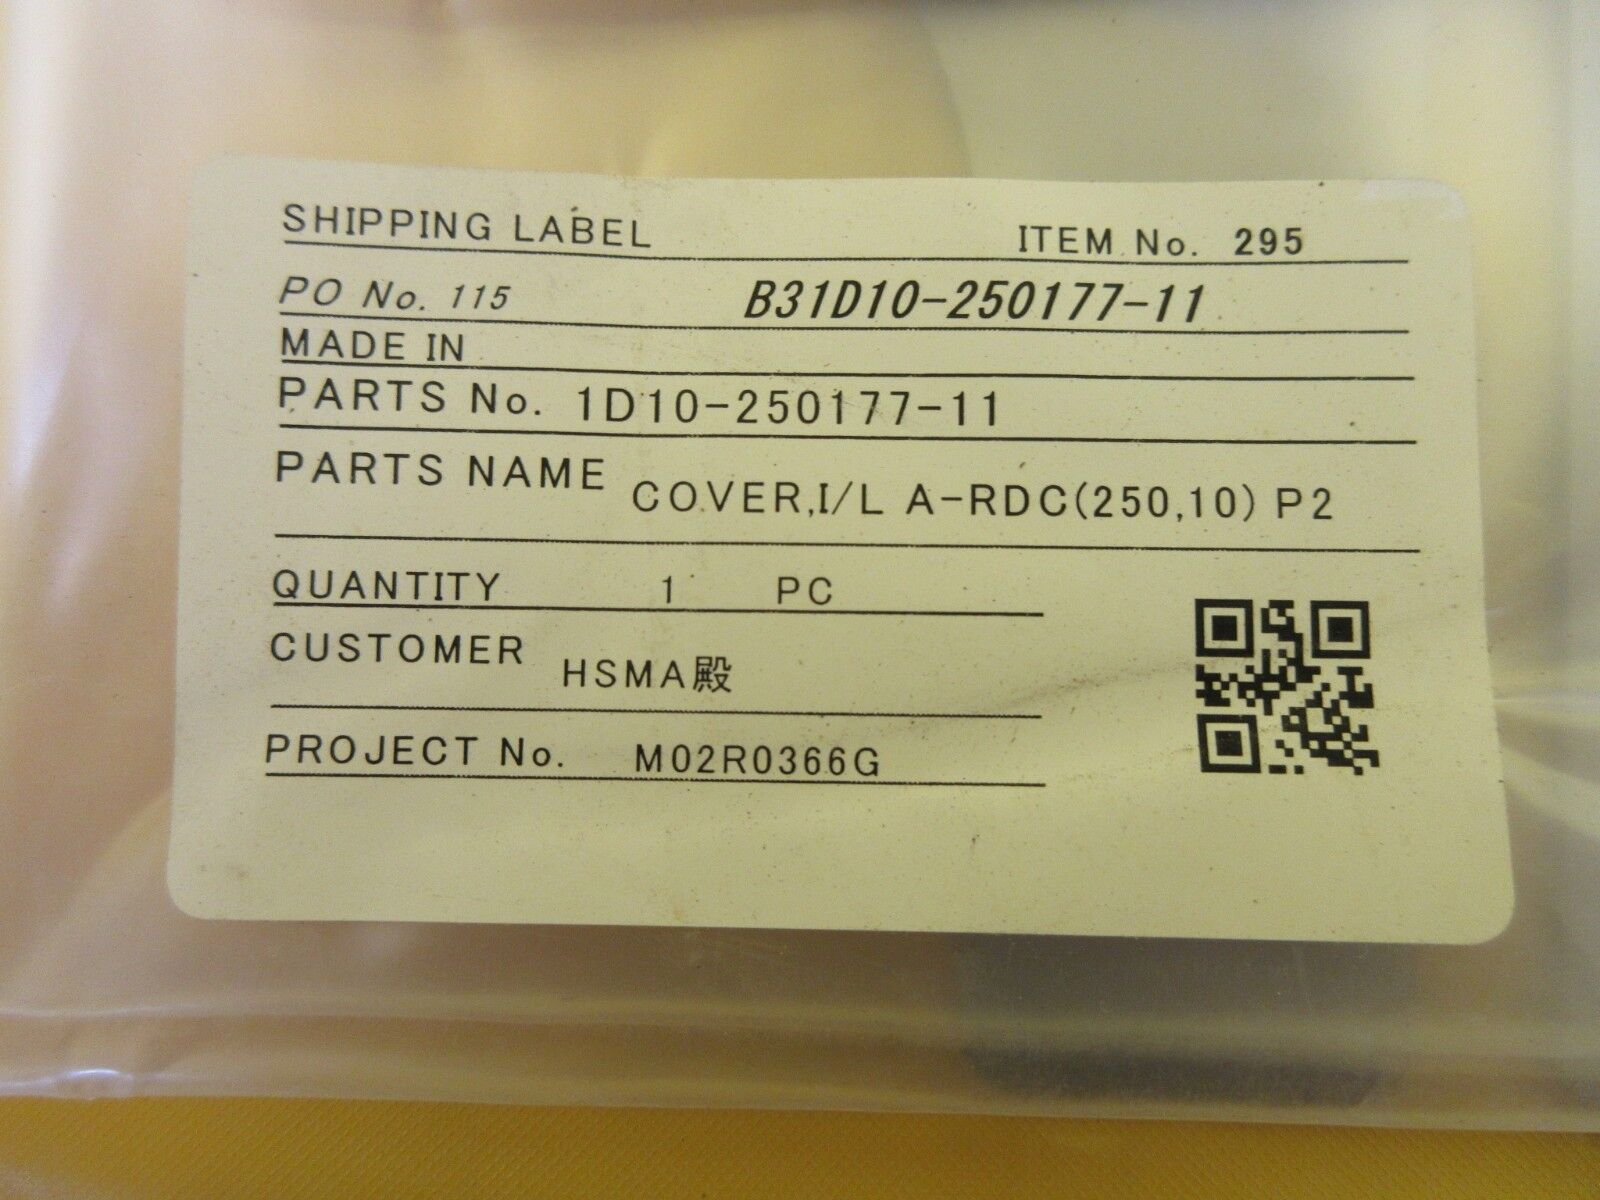 SHIPPING LABEL ITEM No. 295
PO No. 115 B31D10-250177-11
MADE IN
PARTS No. 1D10-250177-11
PARTS NAME COVER,I/L A-RDC(250,10) P2
QUANTITY 1 PC
CUSTOMER HSMA殿
PROJECT No. M02R0366G